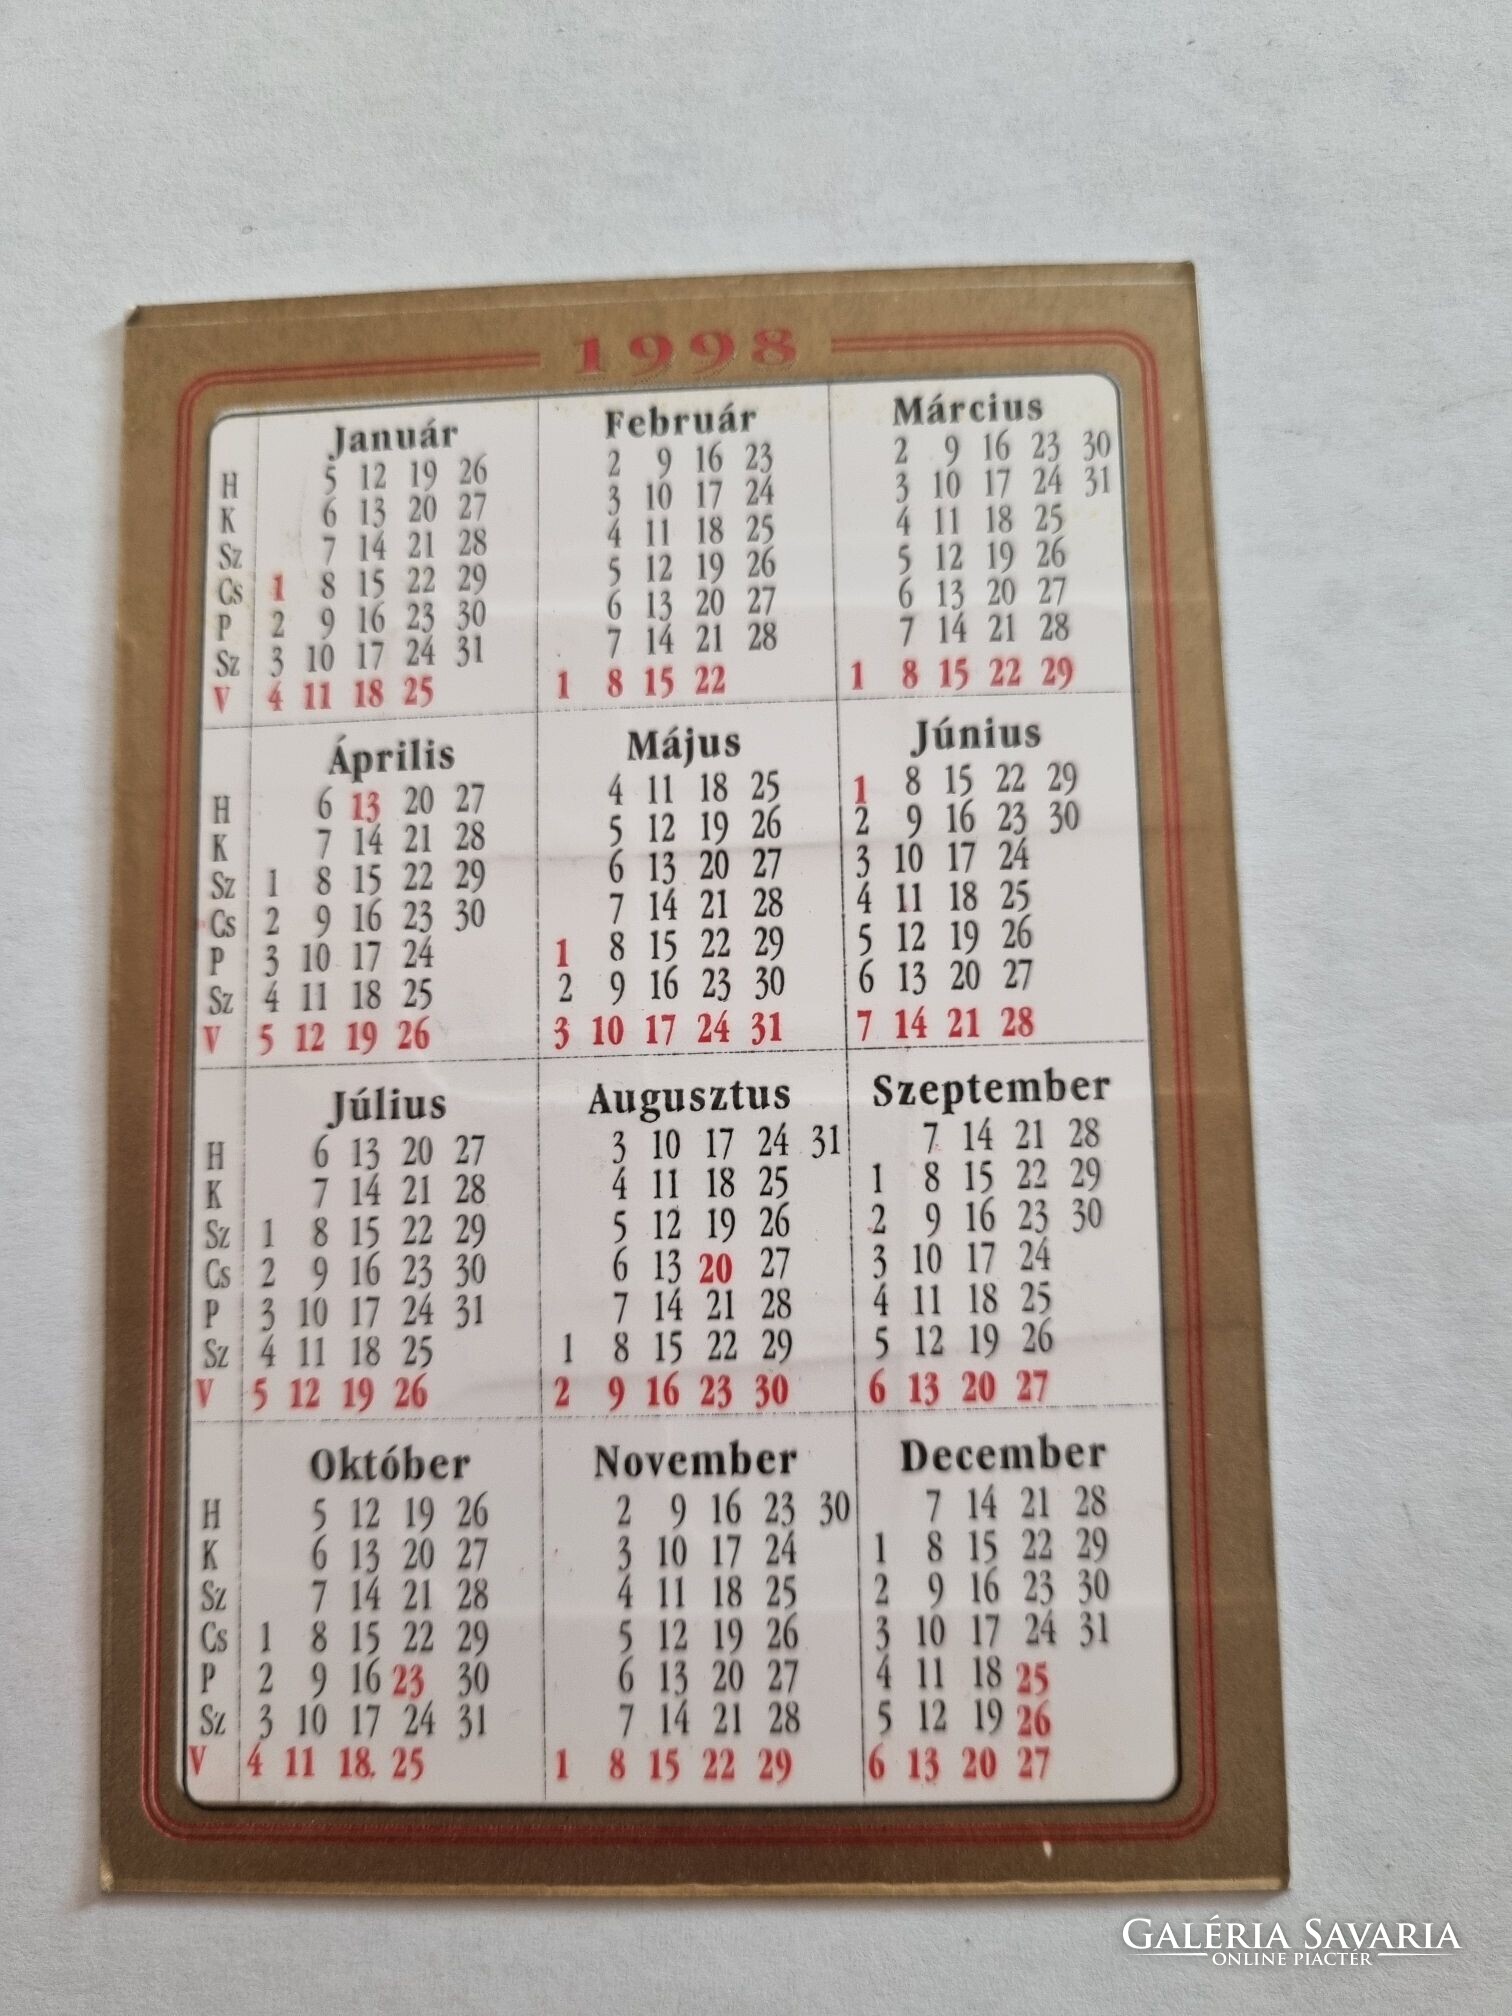 1998
Január Február Március
H 5 12 19 26 2 9 16 23 2 9 16 23 30
K 6 13 20 27 3 10 17 24 3 10 17 24 31
Sz 7 14 21 28 4 11 18 25 4 11 18 25
Cs 1 8 15 22 29 5 12 19 26 5 12 19 26
P 2 9 16 23 30 6 13 20 27 6 13 20 27
Sz 3 10 17 24 31 7 14 21 28 7 14 21 28
V 4 11 18 25 1 8 15 22 1 8 15 22 29
Április Május Június
H 6 13 20 27 4 11 18 25 1 8 15 22 29
K 7 14 21 28 5 12 19 26 2 9 16 23 30
Sz 1 8 15 22 29 6 13 20 27 3 10 17 24
Cs 2 9 16 23 30 7 14 21 28 4 11 18 25
P 3 10 17 24 1 8 15 22 29 5 12 19 26
Sz 4 11 18 25 2 9 16 23 30 6 13 20 27
V 5 12 19 26 3 10 17 24 31 7 14 21 28
Július Augusztus Szeptember
H 6 13 20 27 3 10 17 24 31 7 14 21 28
K 7 14 21 28 4 11 18 25 1 8 15 22 29
Sz 1 8 15 22 29 5 12 19 26 2 9 16 23 30
Cs 2 9 16 23 30 6 13 20 27 3 10 17 24
P 3 10 17 24 31 7 14 21 28 4 11 18 25
Sz 4 11 18 25 1 8 15 22 29 5 12 19 26
V 5 12 19 26 2 9 16 23 30 6 13 20 27
Október November December
H 5 12 19 26 2 9 16 23 30 7 14 21 28
K 6 13 20 27 3 10 17 24 1 8 15 22 29
Sz 7 14 21 28 4 11 18 25 2 9 16 23 30
Cs 1 8 15 22 29 5 12 19 26 3 10 17 24 31
P 2 9 16 23 30 6 13 20 27 4 11 18 25
Sz 3 10 17 24 31 7 14 21 28 5 12 19 26
V 4 11 18 25 1 8 15 22 29 6 13 20 27
GALÉRIA SAVARIA
ONLINE PIACTÉR